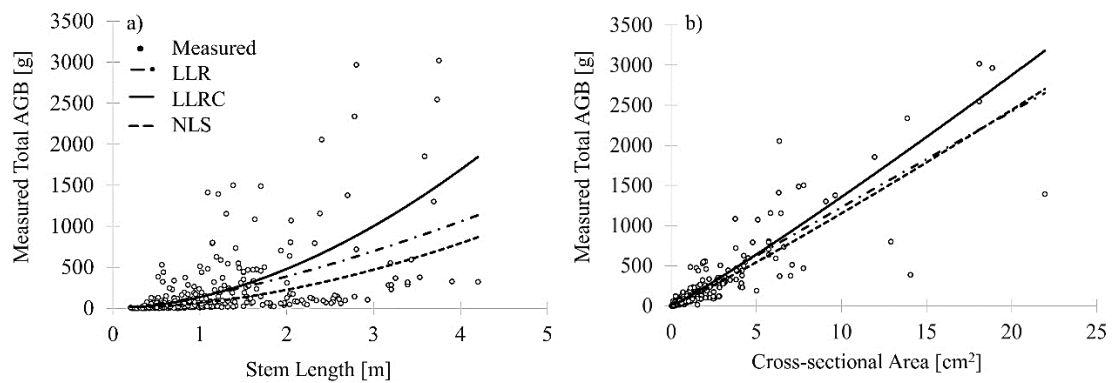 a)
Measured Total AGB [g]
3500
3000
2500
2000
1500
1000
500
0
Measured
LLR
LLRC
NLS
0 1 2 3 4 5
Stem Length [m]
b)
Measured Total AGB [g]
3500
3000
2500
2000
1500
1000
500
0
0 5 10 15 20 25
Cross-sectional Area [cm²]